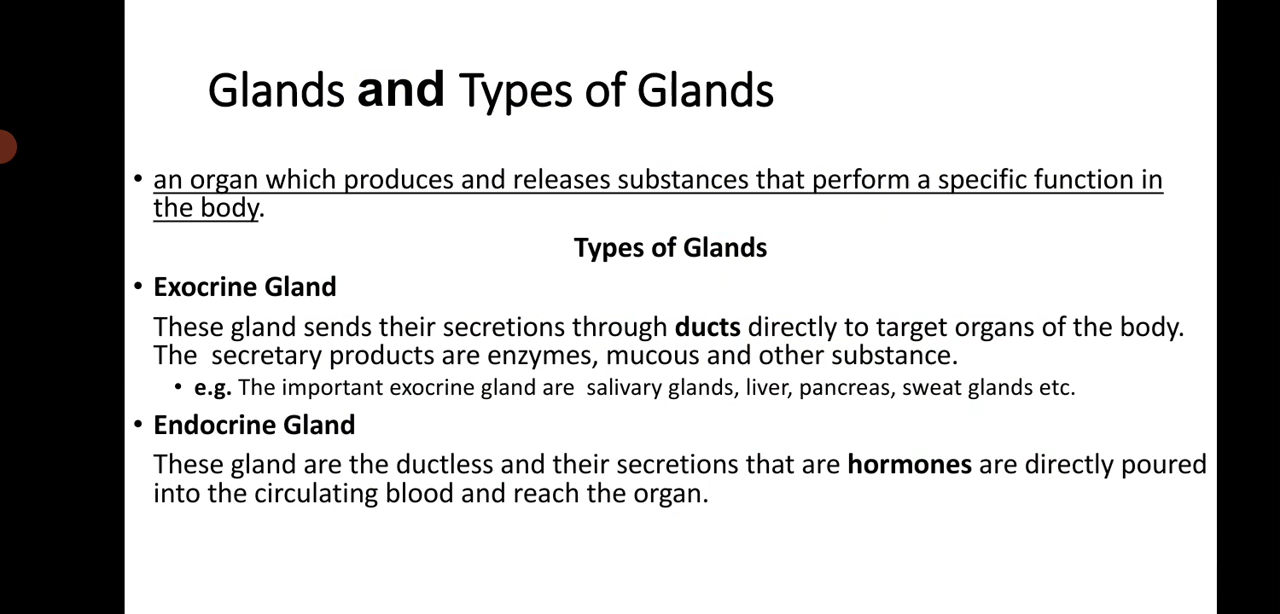 Glands and Types of Glands
• an organ which produces and releases substances that perform a specific function in
the body.
Types of Glands
• Exocrine Gland
These gland sends their secretions through ducts directly to target organs of the body.
The  secretary products are enzymes, mucous and other substance.
• e.g. The important exocrine gland are  salivary glands, liver, pancreas, sweat glands etc.
• Endocrine Gland
These gland are the ductless and their secretions that are hormones are directly poured
into the circulating blood and reach the organ.